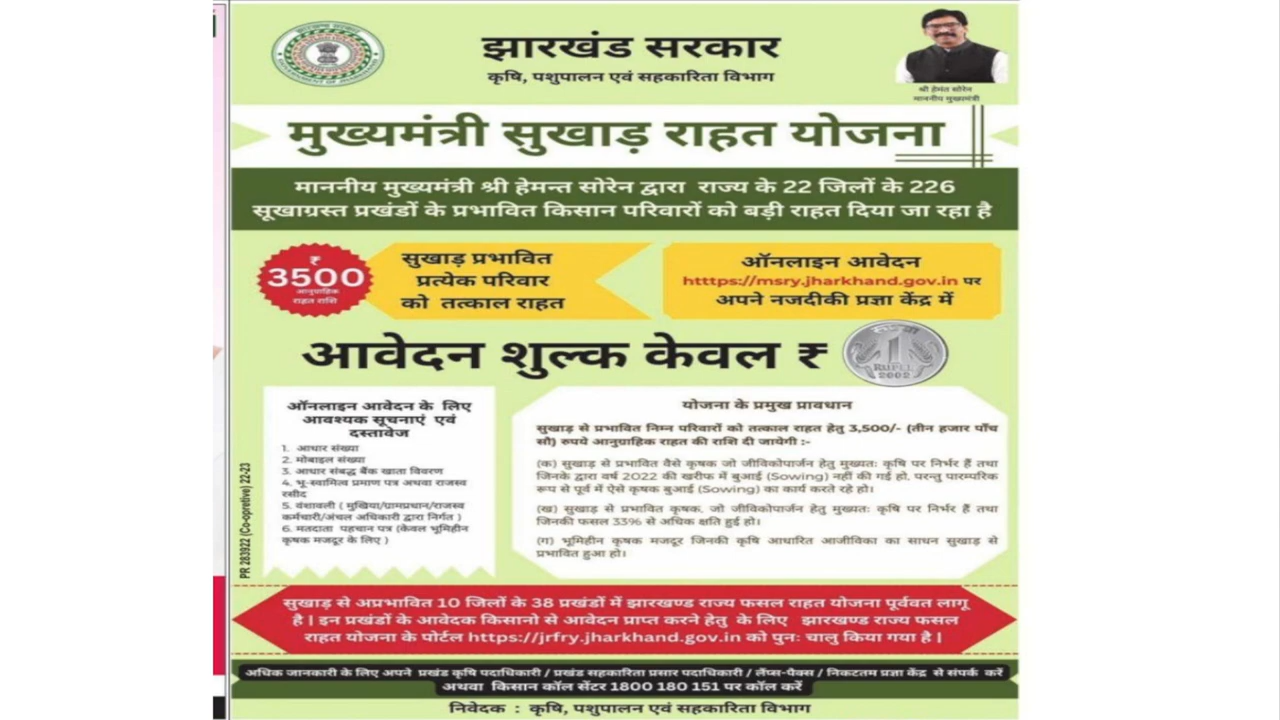 झारखंड सरकार
कृषि, पशुपालन एवं सहकारिता विभाग
श्री हेमंत सोरेन
माननीय मुख्यमंत्री
मुख्यमंत्री सुखाड़ राहत योजना
माननीय मुख्यमंत्री श्री हेमन्त सोरेन द्वारा राज्य के 22 जिलों के 226
सूखाग्रस्त प्रखंडों के प्रभावित किसान परिवारों को बड़ी राहत दिया जा रहा है
₹
3500
आनुग्राहिक
राहत राशि
सुखाड़ प्रभावित
प्रत्येक परिवार
को तत्काल राहत
ऑनलाइन आवेदन
htttps://msry.jharkhand.gov.in पर
अपने नजदीकी प्रज्ञा केंद्र में
आवेदन शुल्क केवल ₹
1
RUPEE
2002
ऑनलाइन आवेदन के लिए
आवश्यक सूचनाएं एवं
दस्तावेज
1. आधार संख्या
2. मोबाइल संख्या
3. आधार संबद्ध बैंक खाता विवरण
4. भू-स्वामित्व प्रमाण पत्र अथवा राजस्व
रसीद
5. वंशावली ( मुखिया/ग्रामप्रधान/राजस्व
कर्मचारी/अंचल अधिकारी द्वारा निर्गत )
6. मतदाता पहचान पत्र (केवल भूमिहीन
कृषक मजदूर के लिए )
योजना के प्रमुख प्रावधान
सुखाड़ से प्रभावित निम्न परिवारों को तत्काल राहत हेतु 3,500/- (तीन हजार पाँच
सौ) रुपये आनुग्राहिक राहत की राशि दी जायेगी :-
(क) सुखाड़ से प्रभावित वैसे कृषक जो जीविकोपार्जन हेतु मुख्यतः कृषि पर निर्भर हैं तथा
जिनके द्वारा वर्ष 2022 की खरीफ में बुआई (Sowing) नहीं की गई हो, परन्तु पारम्परिक
रूप से पूर्व में ऐसे कृषक बुआई (Sowing) का कार्य करते रहे हो।
(ख) सुखाड़ से प्रभावित कृषक, जो जीविकोपार्जन हेतु मुख्यतः कृषि पर निर्भर हैं तथा
जिनकी फसल 33% से अधिक क्षति हुई हो।
(ग) भूमिहीन कृषक मजदूर जिनकी कृषि आधारित आजीविका का साधन सुखाड़ से
प्रभावित हुआ हो।
PR 283922 (Co-opretive) 22-23
सुखाड़ से अप्रभावित 10 जिलों के 38 प्रखंडों में झारखण्ड राज्य फसल राहत योजना पूर्ववत लागू
है | इन प्रखंडों के आवेदक किसानो से आवेदन प्राप्त करने हेतु के लिए झारखण्ड राज्य फसल
राहत योजना के पोर्टल https://jrfry.jharkhand.gov.in को पुनः चालु किया गया है |
अधिक जानकारी के लिए अपने प्रखंड कृषि पदाधिकारी / प्रखंड सहकारिता प्रसार पदाधिकारी / लैंप्स-पैक्स / निकटतम प्रज्ञा केंद्र से संपर्क करें
अथवा किसान कॉल सेंटर 1800 180 151 पर कॉल करें
निवेदक : कृषि, पशुपालन एवं सहकारिता विभाग